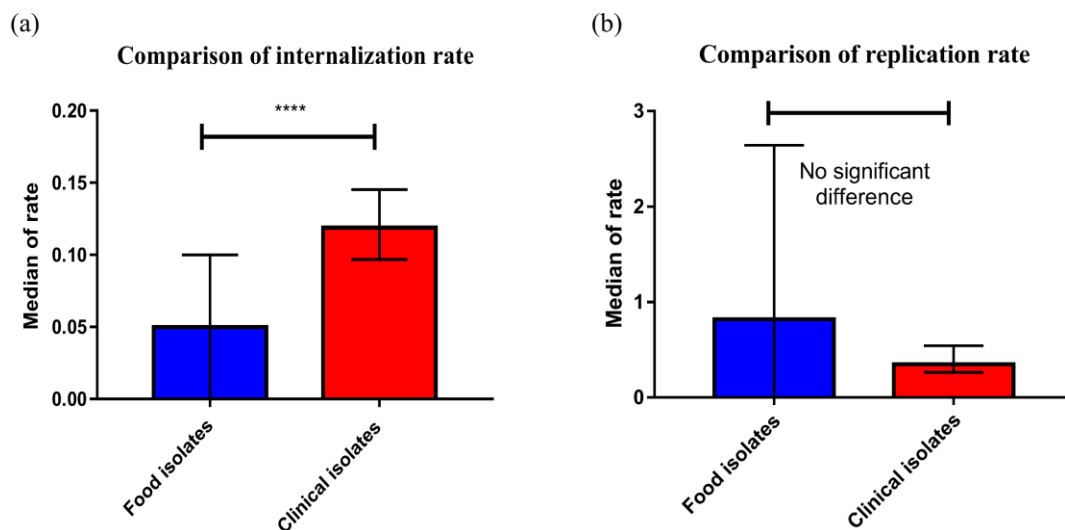 (a)
Comparison of internalization rate
****
Median of rate
0.20
0.15
0.10
0.05
0.00
Food isolates
Clinical isolates
(b)
Comparison of replication rate
No significant
difference
Median of rate
3
2
1
0
Food isolates
Clinical isolates